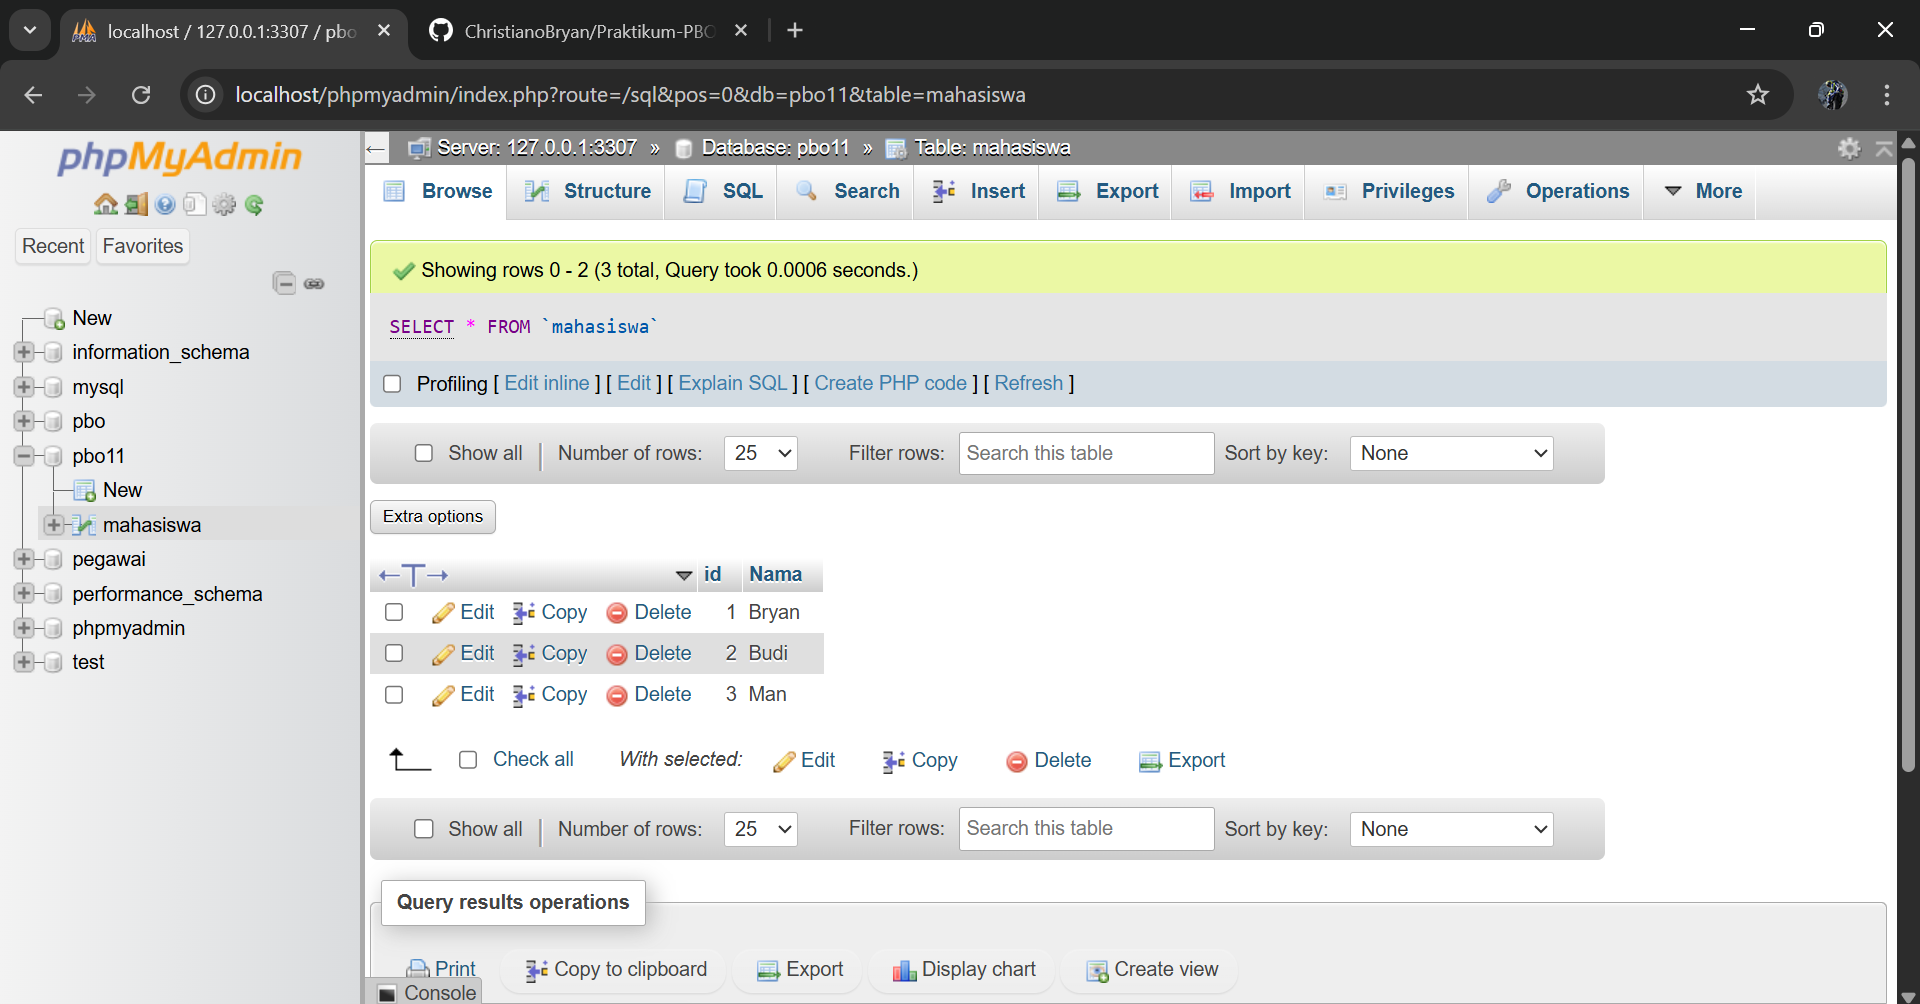 localhost / 127.0.0.1:3307 / pbo
ChristianoBryan/Praktikum-PBO
localhost/phpmyadmin/index.php?route=/sql&pos=0&db=pbo11&table=mahasiswa
phpMyAdmin
Recent Favorites
New
information_schema
mysql
pbo
pbo11
New
mahasiswa
pegawai
performance_schema
phpmyadmin
test
Server: 127.0.0.1:3307 » Database: pbo11 » Table: mahasiswa
Browse Structure SQL Search Insert Export Import Privileges Operations More
Showing rows 0 - 2 (3 total, Query took 0.0006 seconds.)
SELECT * FROM `mahasiswa`
Profiling [ Edit inline ] [ Edit ] [ Explain SQL ] [ Create PHP code ] [ Refresh ]
Show all Number of rows: 25 Filter rows: Search this table Sort by key: None
Extra options
←T→ id Nama
Edit Copy Delete 1 Bryan
Edit Copy Delete 2 Budi
Edit Copy Delete 3 Man
Check all With selected: Edit Copy Delete Export
Show all Number of rows: 25 Filter rows: Search this table Sort by key: None
Query results operations
Print Copy to clipboard Export Display chart Create view
Console